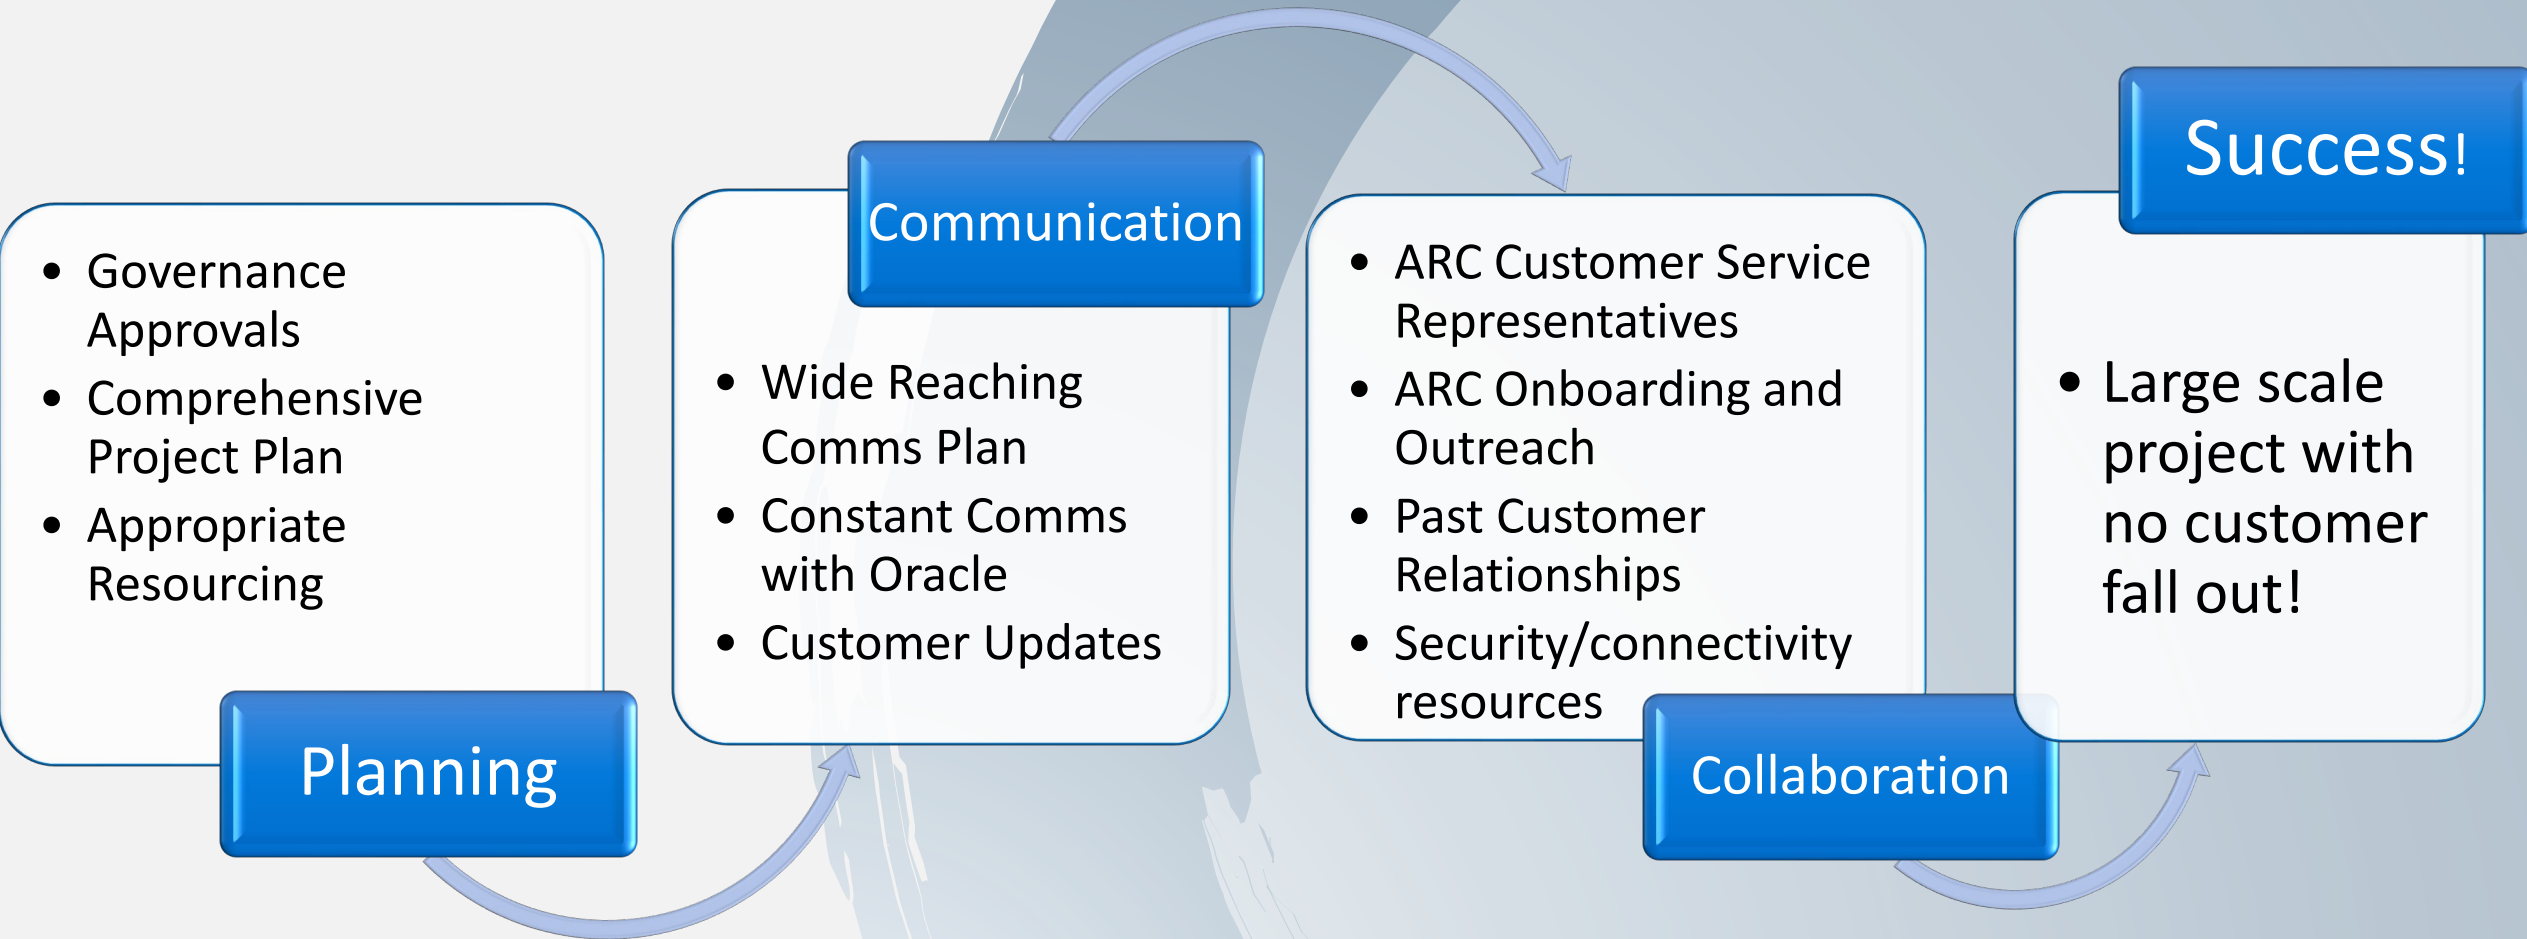 • Governance
Approvals
• Comprehensive
Project Plan
• Appropriate
Resourcing
Planning
Communication
• Wide Reaching
Comms Plan
• Constant Comms
with Oracle
• Customer Updates
• ARC Customer Service
Representatives
• ARC Onboarding and
Outreach
• Past Customer
Relationships
• Security/connectivity
resources
Collaboration
Success!
• Large scale
project with
no customer
fall out!